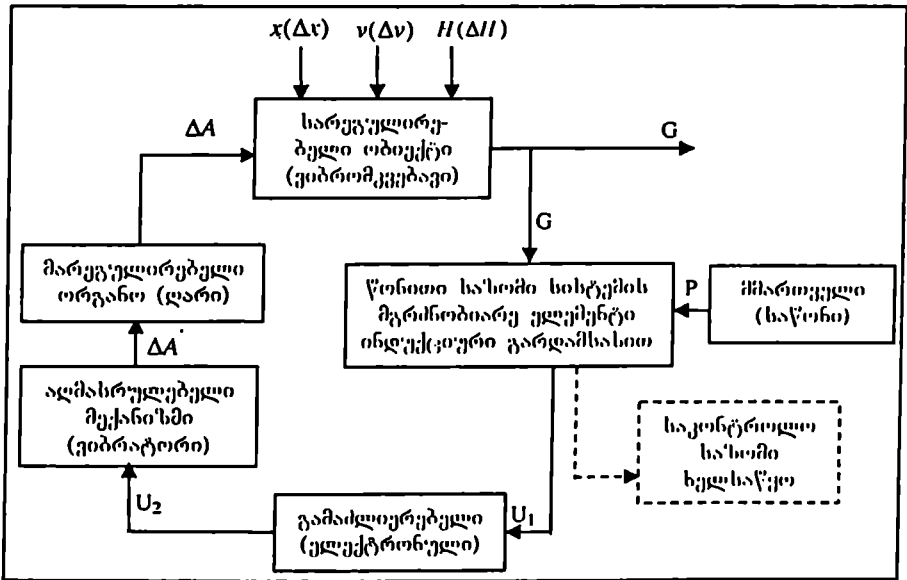 x(Δx) v(Δv) H(ΔH)
სარეგულირე-
ბელი ობიექტი
(ვიბრომკვებავი)
ΔA
G
G
მარეგულირებელი
ორგანო (ღარი)
წონითი საზომი სისტემის
მგრძნობიარე ელემენტი
ინდუქციური გარდამსახით
P
მმართველი
(საწონი)
ΔA
აღმასრულებელი
მექანიზმი
(ვიბრატორი)
საკონტროლო
საზომი
ხელსაწყო
U₂
გამაძლიერებელი
(ელექტრონული)
U₁